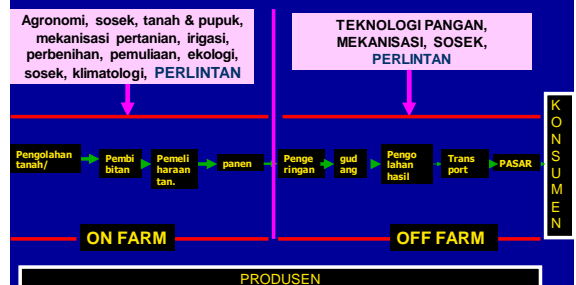 Agronomi, sosek, tanah & pupuk,
mekanisasi pertanian, irigasi,
perbenihan, pemuliaan, ekologi,
sosek, klimatologi, PERLINTAN
TEKNOLOGI PANGAN,
MEKANISASI, SOSEK,
PERLINTAN
Pengolahan
tanah/
Pembi
bitan
Pemeli
haraan
tan.
panen
Penge
ringan
gud
ang
Pengo
lahan
hasil
Trans
port
PASAR
KONSUMEN
ON FARM
OFF FARM
PRODUSEN